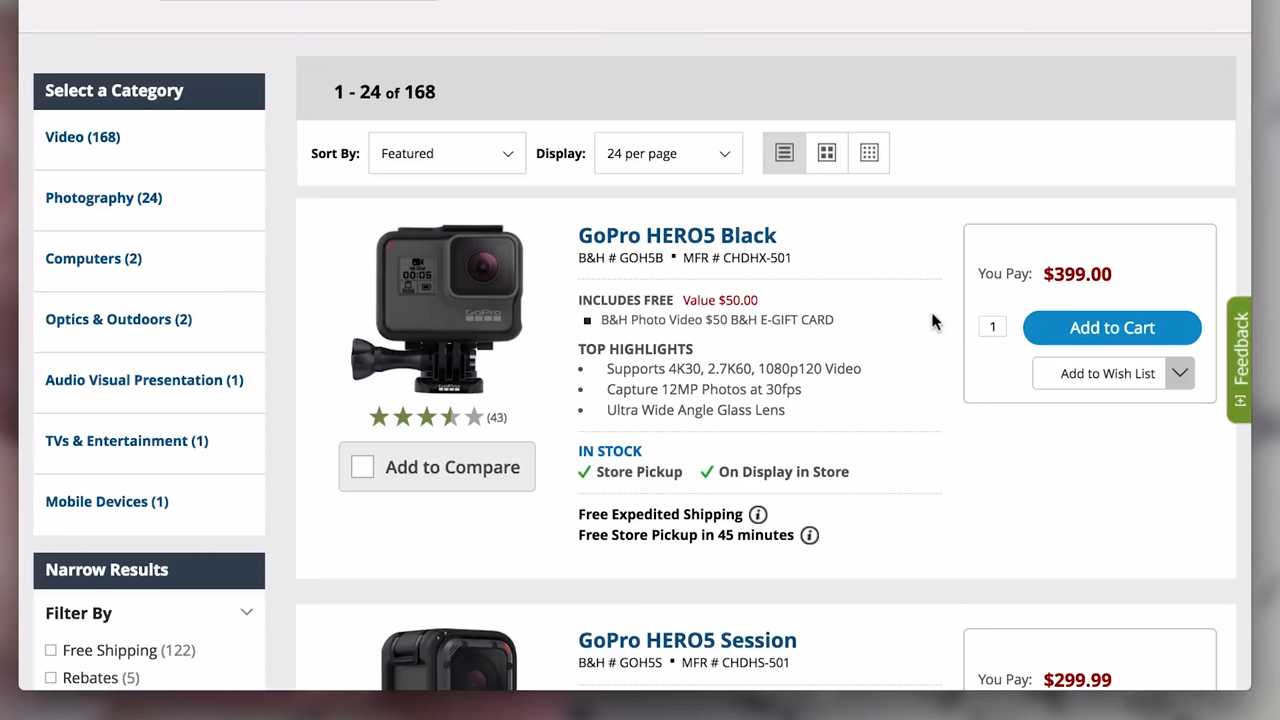 Select a Category
Video (168)
Photography (24)
Computers (2)
Optics & Outdoors (2)
Audio Visual Presentation (1)
TVs & Entertainment (1)
Mobile Devices (1)
Narrow Results
Filter By
Free Shipping (122)
Rebates (5)
1 - 24 of 168
Sort By: Featured Display: 24 per page
GoPro HERO5 Black
B&H # GOH5B ▪ MFR # CHDHX-501
INCLUDES FREE Value $50.00
▪ B&H Photo Video $50 B&H E-GIFT CARD
TOP HIGHLIGHTS
• Supports 4K30, 2.7K60, 1080p120 Video
• Capture 12MP Photos at 30fps
• Ultra Wide Angle Glass Lens
(43)
Add to Compare
IN STOCK
Store Pickup On Display in Store
Free Expedited Shipping
Free Store Pickup in 45 minutes
You Pay: $399.00
1 Add to Cart
Add to Wish List
GoPro HERO5 Session
B&H # GOH5S ▪ MFR # CHDHS-501
You Pay: $299.99
[+] Feedback
GoPro
00:05